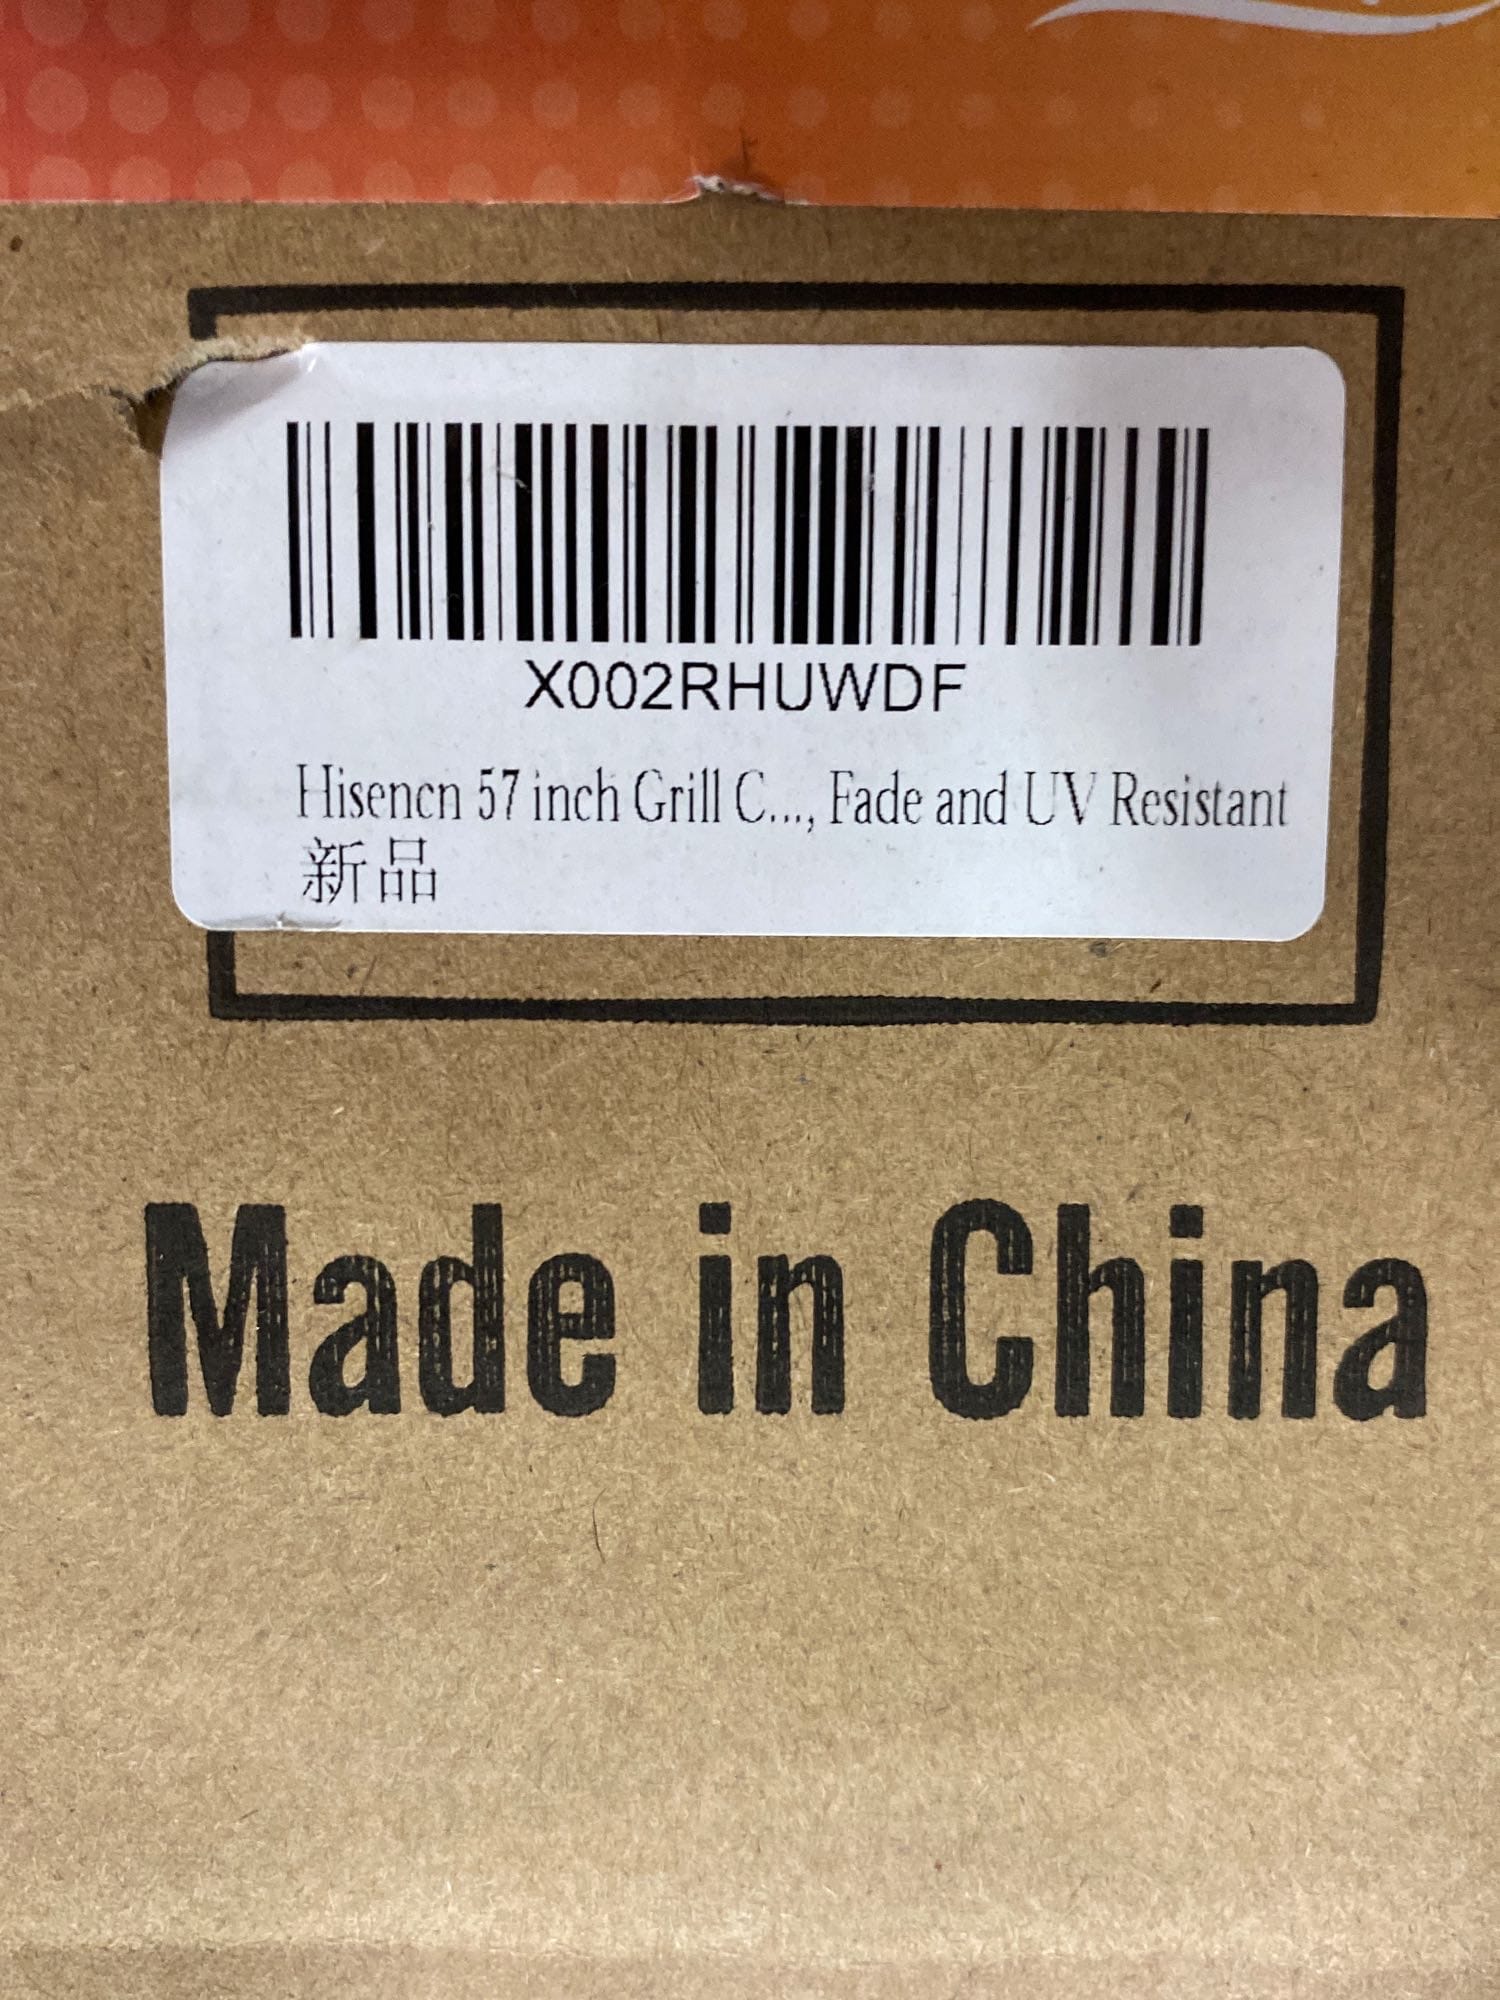 X002RHUWDF
Hisencn 57 inch Grill C..., Fade and UV Resistant
新品
Made in China